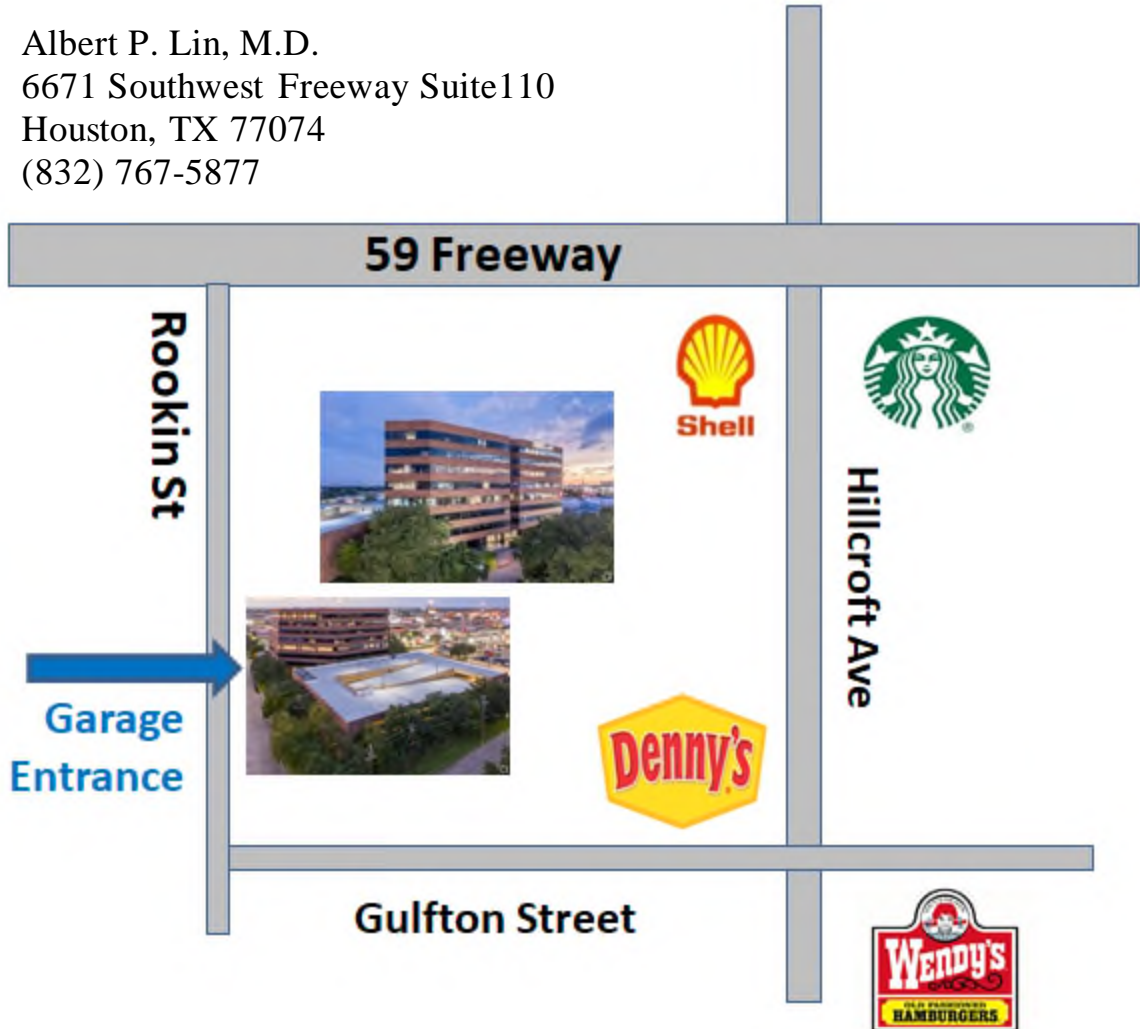 Albert P. Lin, M.D.
6671 Southwest Freeway Suite110
Houston, TX 77074
(832) 767-5877
59 Freeway
Rookin St
Shell
®
Hillcroft Ave
Garage
Entrance
Denny's
Gulfton Street
WENDY'S
OLD FASHIONED
HAMBURGERS